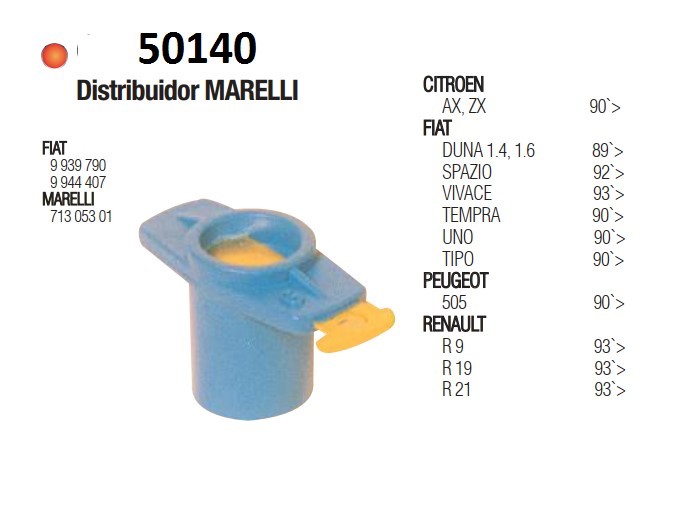 50140
Distribuidor MARELLI
FIAT
9 939 790
9 944 407
MARELLI
713 053 01
CITROEN
AX, ZX 90`>
FIAT
DUNA 1.4, 1.6 89`>
SPAZIO 92`>
VIVACE 93`>
TEMPRA 90`>
UNO 90`>
TIPO 90`>
PEUGEOT
505 90`>
RENAULT
R 9 93`>
R 19 93`>
R 21 93`>